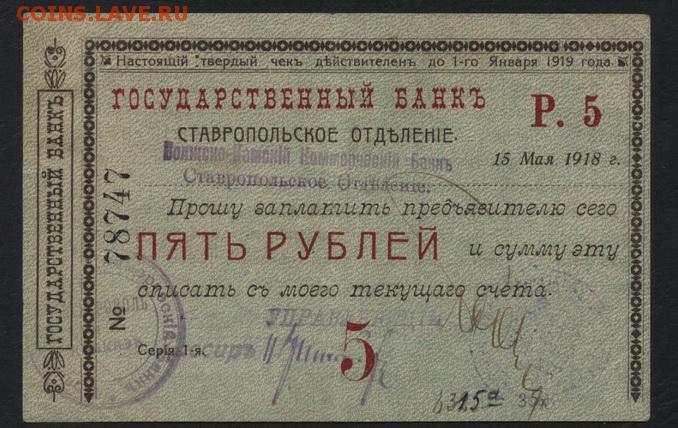 COINS.LAVE.RU
Настоящій твердый чекъ дѣйствителенъ до 1-го Января 1919 года
ГОСУДАРСТВЕННЫЙ БАНКЪ
ГОСУДАРСТВЕННЫЙ БАНКЪ
Р. 5
СТАВРОПОЛЬСКОЕ ОТДѢЛЕНІЕ.
Волжско-Камскій Коммерческій Банкъ
15 Мая 1918 г.
Ставропольское Отдѣленіе.
№ 78747
Прошу заплатить предъявителю сего
ПЯТЬ РУБЛЕЙ и сумму эту
списать съ моего текущаго счета.
УПРАВЛЯЮЩІЙ
Серія 1-я.
5